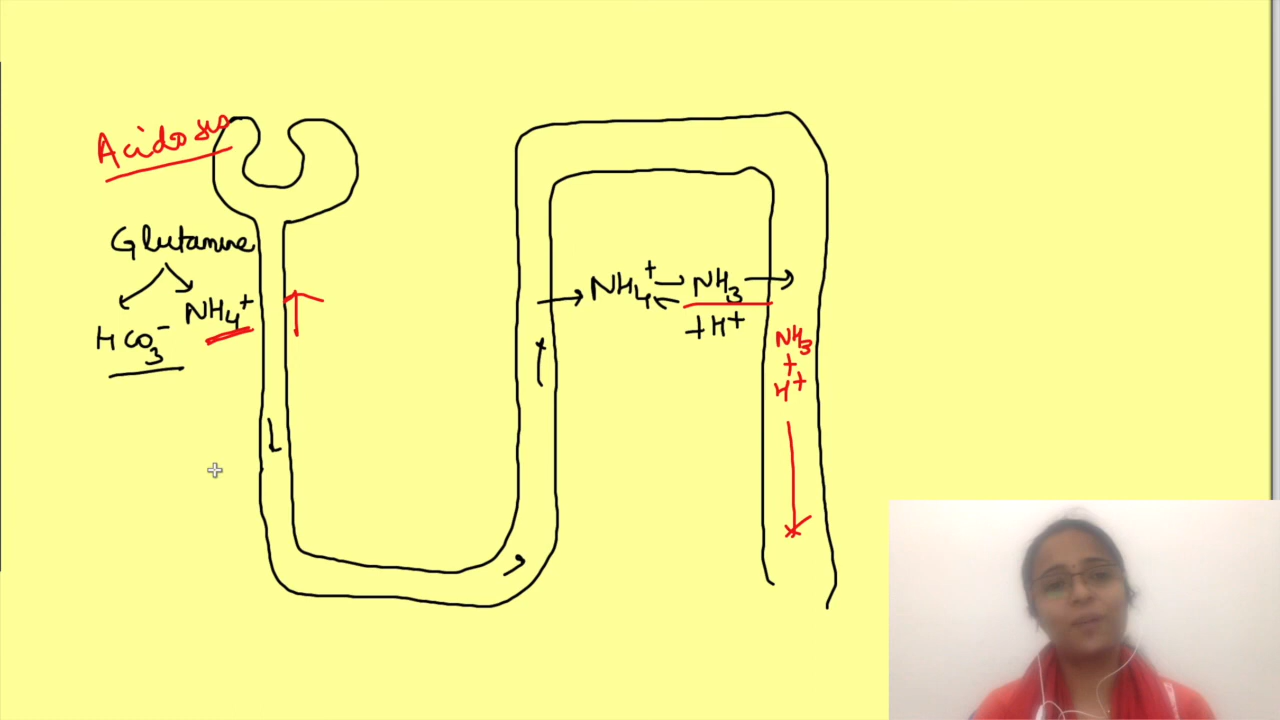 Acidosis
Glutamine
HCO₃⁻
NH₄⁺
NH₄⁺ ⇌ NH₃ →
+H⁺
NH₃
+
H⁺